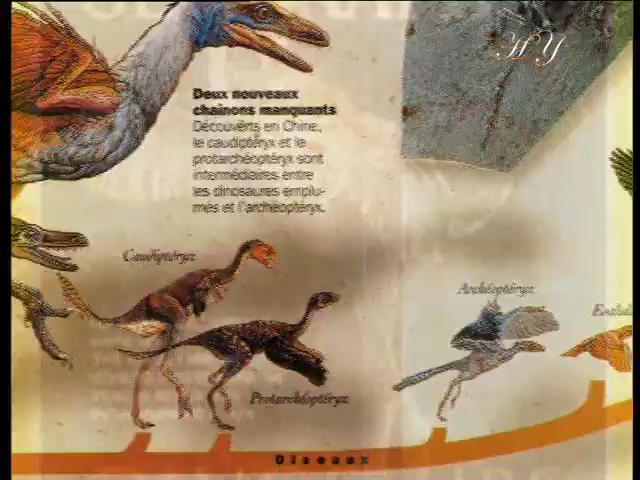 HY
Deux nouveaux
chaînons manquants
Découverts en Chine,
le caudiptéryx et le
protarchéoptéryx sont
intermédiaires entre
les dinosaures emplu-
més et l'archéoptéryx.
Caudiptéryx
Archéoptéryx
Protarchéoptéryx
Oiseaux